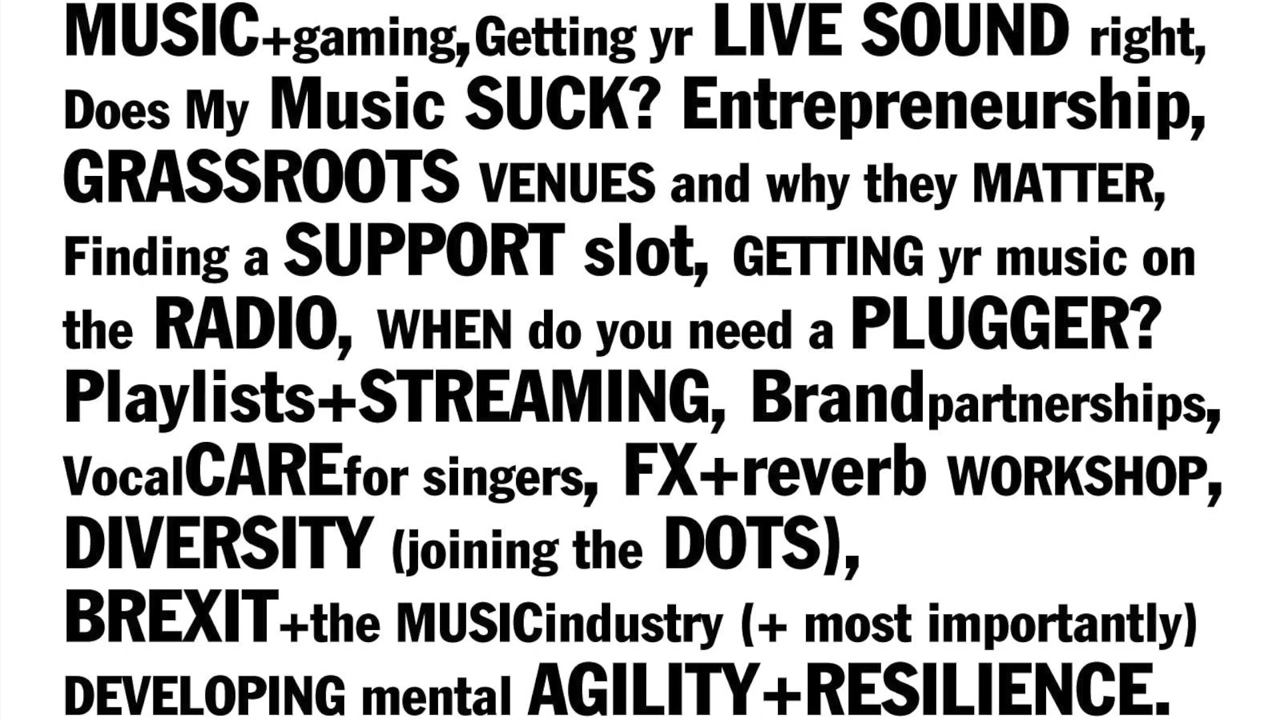 MUSIC+gaming, Getting yr LIVE SOUND right,
Does My Music SUCK? Entrepreneurship,
GRASSROOTS VENUES and why they MATTER,
Finding a SUPPORT slot, GETTING yr music on
the RADIO, WHEN do you need a PLUGGER?
Playlists+STREAMING, Brandpartnerships,
VocalCAREfor singers, FX+reverb WORKSHOP,
DIVERSITY (joining the DOTS),
BREXIT+the MUSICindustry (+ most importantly)
DEVELOPING mental AGILITY+RESILIENCE.